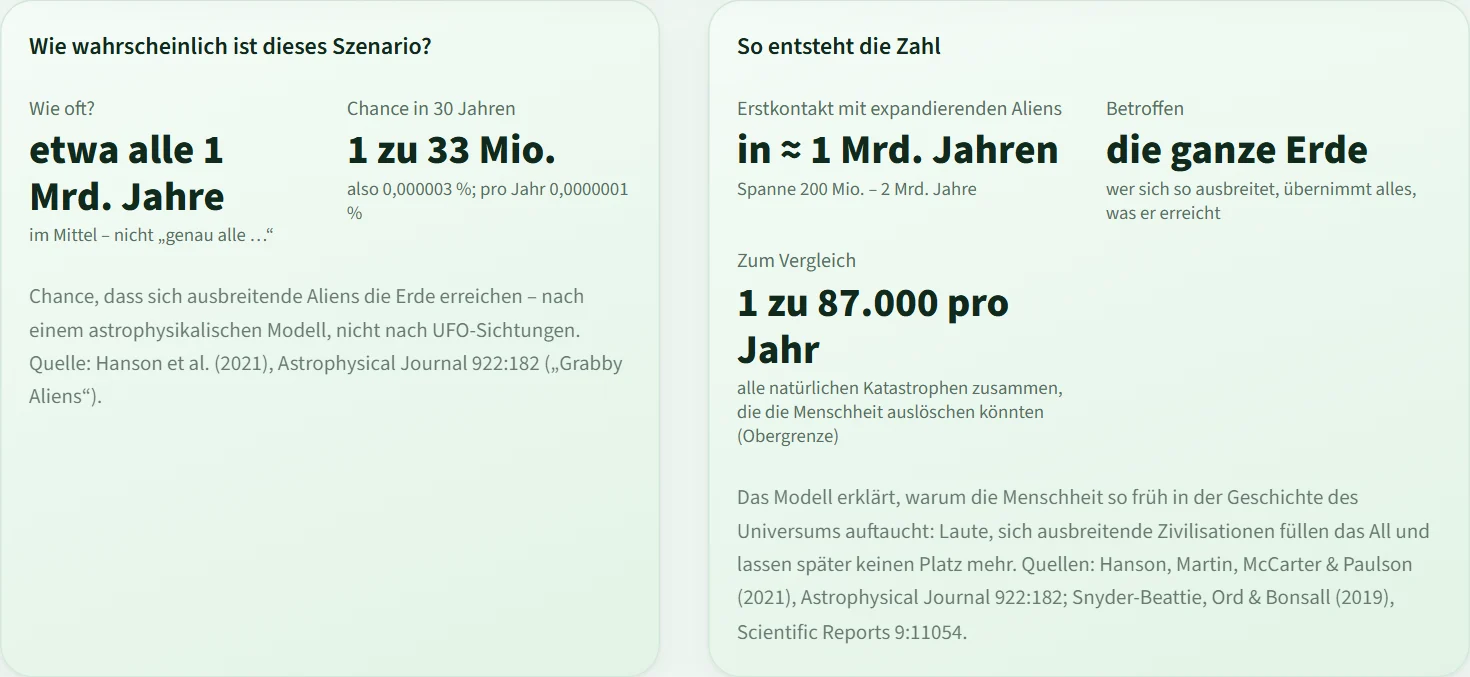 Wie wahrscheinlich ist dieses Szenario?
Wie oft?
etwa alle 1
Mrd. Jahre
im Mittel – nicht „genau alle …“
Chance in 30 Jahren
1 zu 33 Mio.
also 0,000003 %; pro Jahr 0,0000001
%
Chance, dass sich ausbreitende Aliens die Erde erreichen – nach
einem astrophysikalischen Modell, nicht nach UFO-Sichtungen.
Quelle: Hanson et al. (2021), Astrophysical Journal 922:182 („Grabby
Aliens“).
So entsteht die Zahl
Erstkontakt mit expandierenden Aliens
in ≈ 1 Mrd. Jahren
Spanne 200 Mio. – 2 Mrd. Jahre
Betroffen
die ganze Erde
wer sich so ausbreitet, übernimmt alles,
was er erreicht
Zum Vergleich
1 zu 87.000 pro
Jahr
alle natürlichen Katastrophen zusammen,
die die Menschheit auslöschen könnten
(Obergrenze)
Das Modell erklärt, warum die Menschheit so früh in der Geschichte des
Universums auftaucht: Laute, sich ausbreitende Zivilisationen füllen das All und
lassen später keinen Platz mehr. Quellen: Hanson, Martin, McCarter & Paulson
(2021), Astrophysical Journal 922:182; Snyder-Beattie, Ord & Bonsall (2019),
Scientific Reports 9:11054.